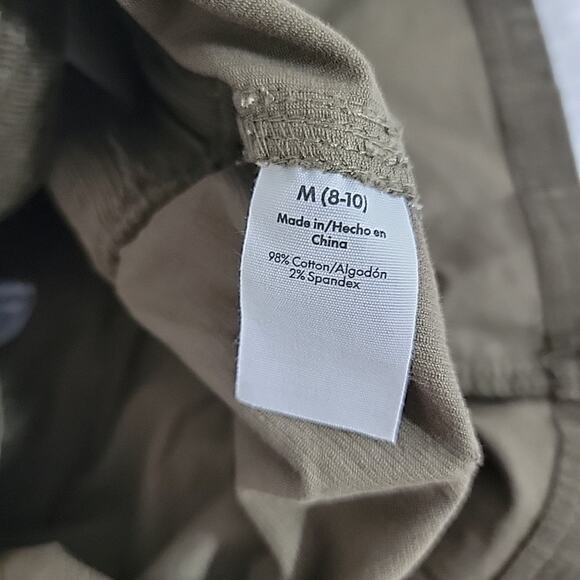 M (8-10)
Made in/Hecho en
China
98% Cotton/Algodón
2% Spandex